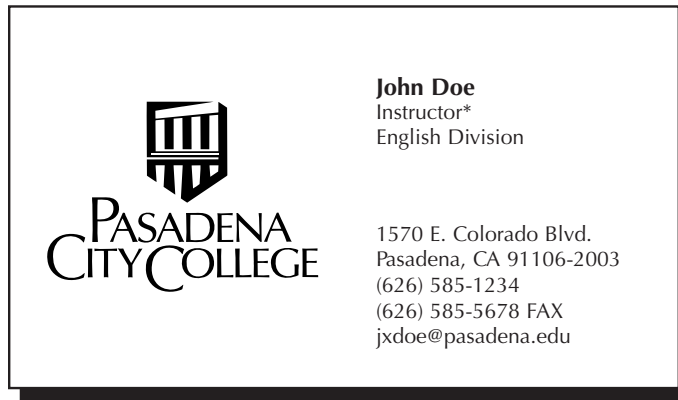 PASADENA
CITY COLLEGE
John Doe
Instructor*
English Division
1570 E. Colorado Blvd.
Pasadena, CA 91106-2003
(626) 585-1234
(626) 585-5678 FAX
jxdoe@pasadena.edu